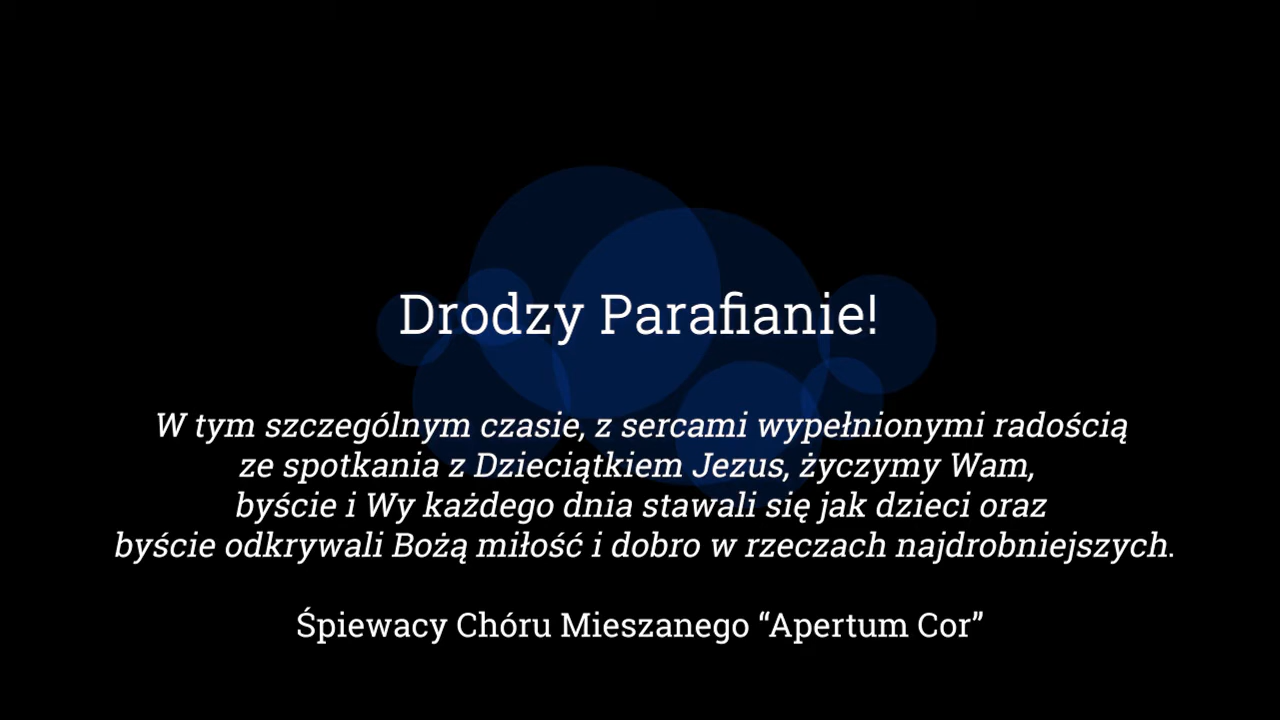 Drodzy Parafianie!
W tym szczególnym czasie, z sercami wypełnionymi radością
ze spotkania z Dzieciątkiem Jezus, życzymy Wam,
byście i Wy każdego dnia stawali się jak dzieci oraz
byście odkrywali Bożą miłość i dobro w rzeczach najdrobniejszych.
Śpiewacy Chóru Mieszanego “Apertum Cor”